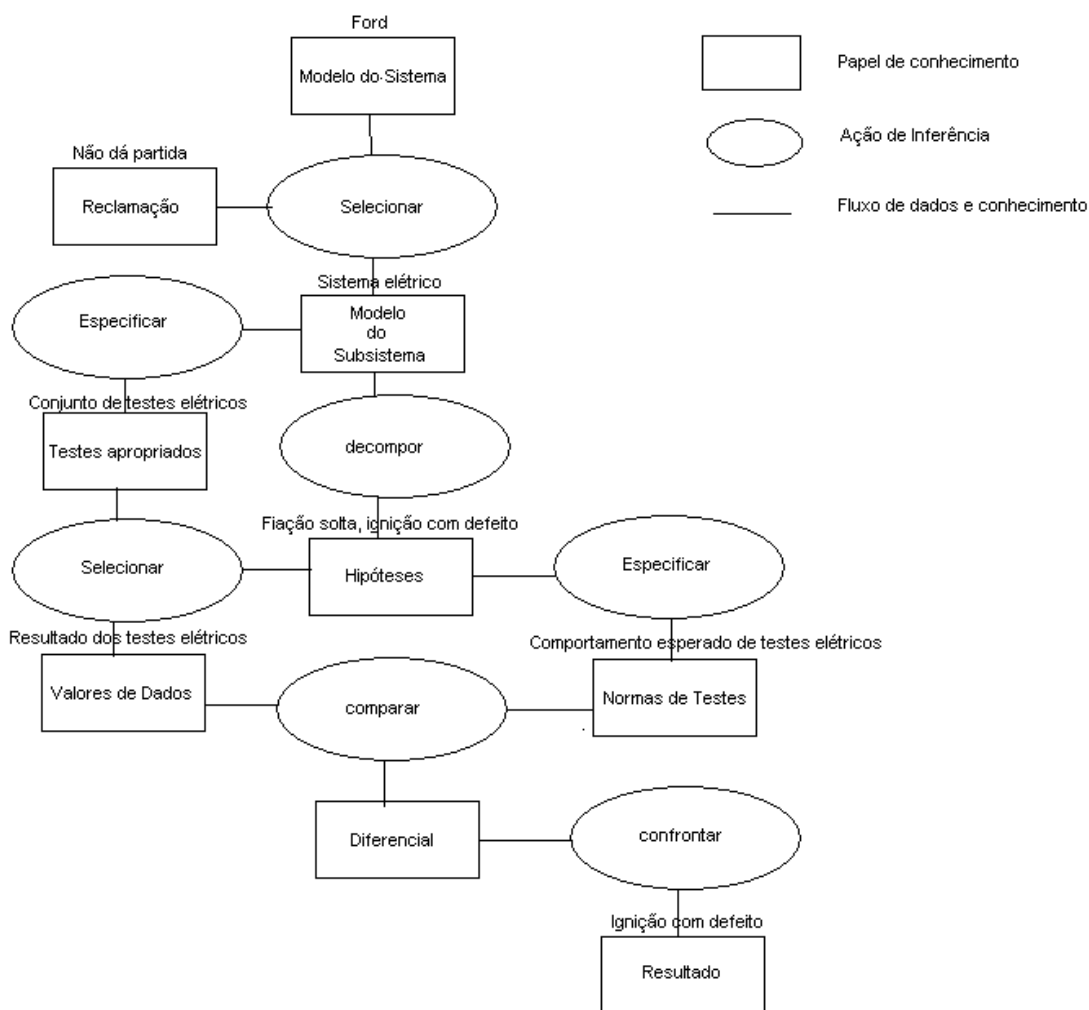 Ford
Modelo do Sistema
Papel de conhecimento
Ação de Inferência
Não dá partida
Reclamação
Selecionar
Fluxo de dados e conhecimento
Sistema elétrico
Especificar
Modelo
do
Subsistema
Conjunto de testes elétricos
Testes apropriados
decompor
Fiação solta, ignição com defeito
Selecionar
Hipóteses
Especificar
Resultado dos testes elétricos
Comportamento esperado de testes elétricos
Valores de Dados
comparar
Normas de Testes
Diferencial
confrontar
Ignição com defeito
Resultado